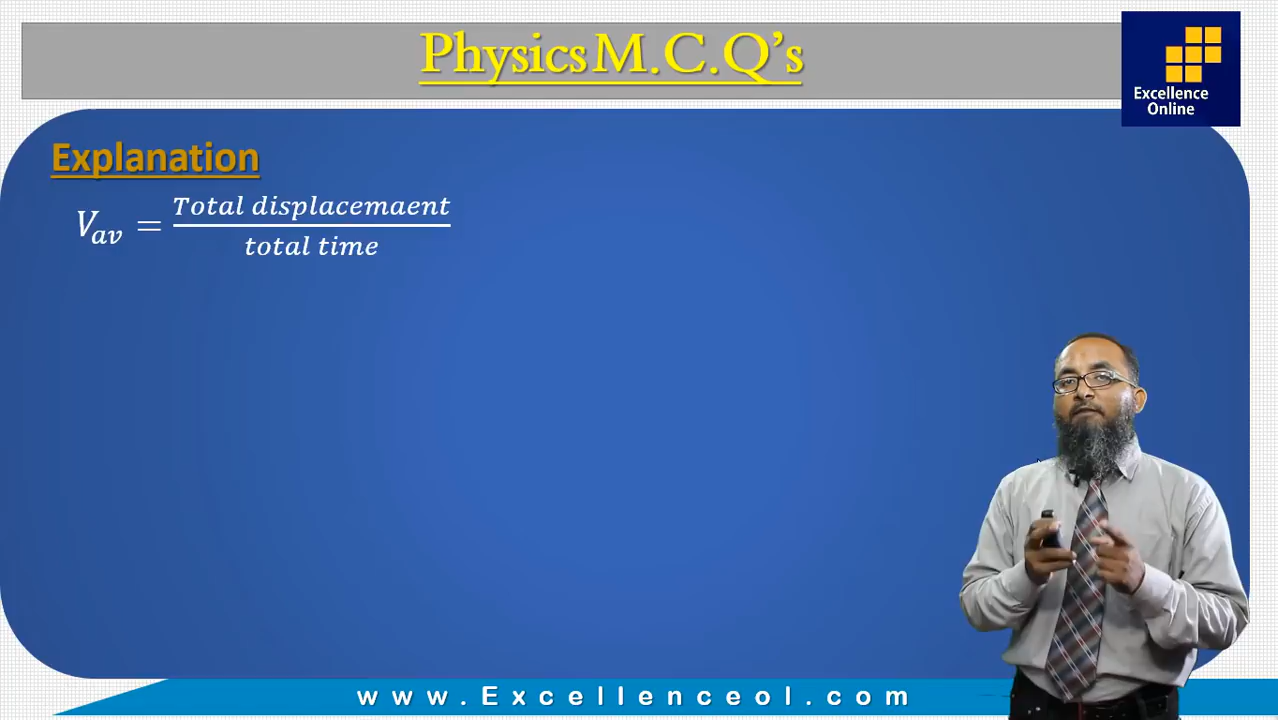 Physics M.C.Q's
Excellence
Online
Explanation
V_av = Total displacemaent / total time
www.Excellenceol.com